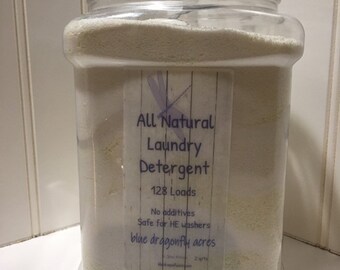 All Natural
Laundry
Detergent
128 Loads
No additives
Safe for HE washers
blue dragonfly acres